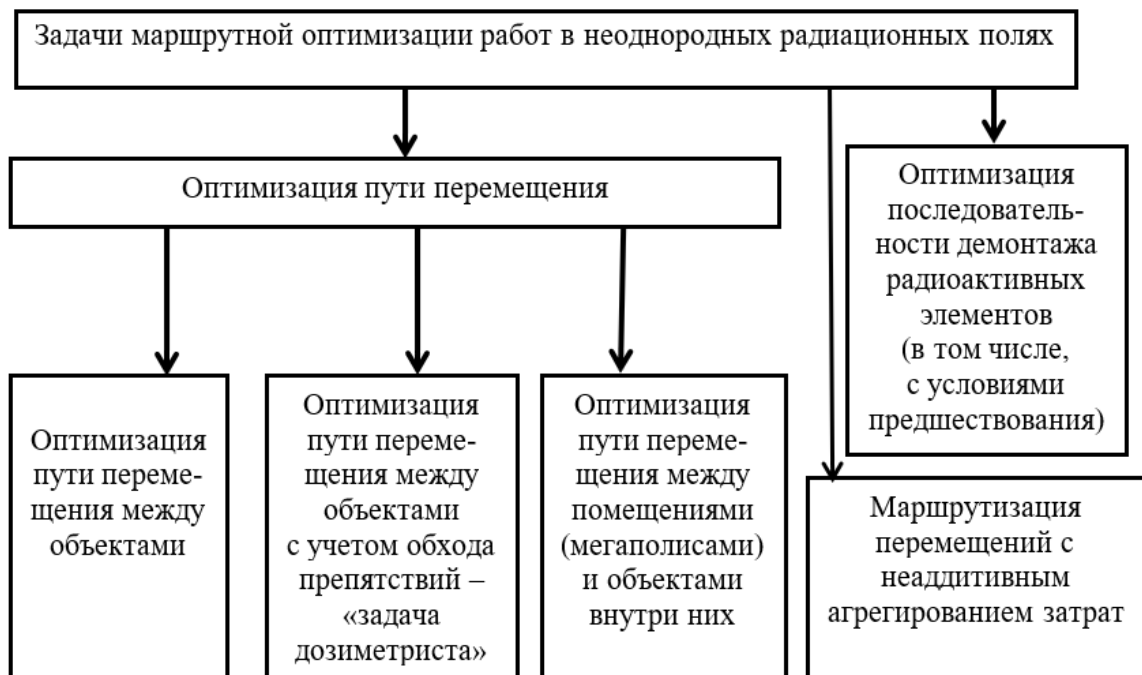 Задачи маршрутной оптимизации работ в неоднородных радиационных полях
Оптимизация пути перемещения
Оптимизация
последователь-
ности демонтажа
радиоактивных
элементов
(в том числе,
с условиями
предшествования)
Оптимизация
пути переме-
щения между
объектами
Оптимизация
пути переме-
щения между
объектами
с учетом обхода
препятствий –
«задача
дозиметриста»
Оптимизация
пути переме-
щения между
помещениями
(мегаполисами)
и объектами
внутри них
Маршрутизация
перемещений с
неаддитивным
агрегированием затрат